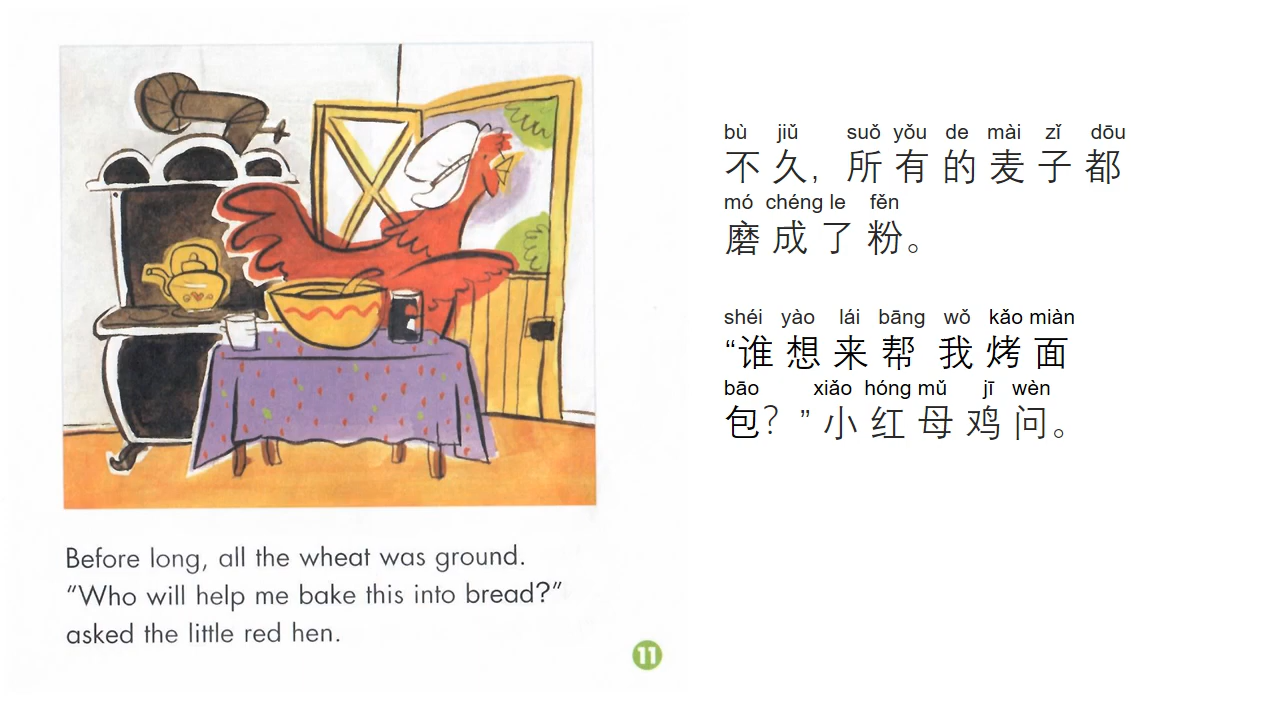 Before long, all the wheat was ground.
"Who will help me bake this into bread?"
asked the little red hen.
11
bù jiǔ suǒ yǒu de mài zǐ dōu
不久，所有的麦子都
mó chéng le fěn
磨成了粉。
shéi yào lái bāng wǒ kǎo miàn
“谁想来帮我烤面
bāo xiǎo hóng mǔ jī wèn
包？”小红母鸡问。